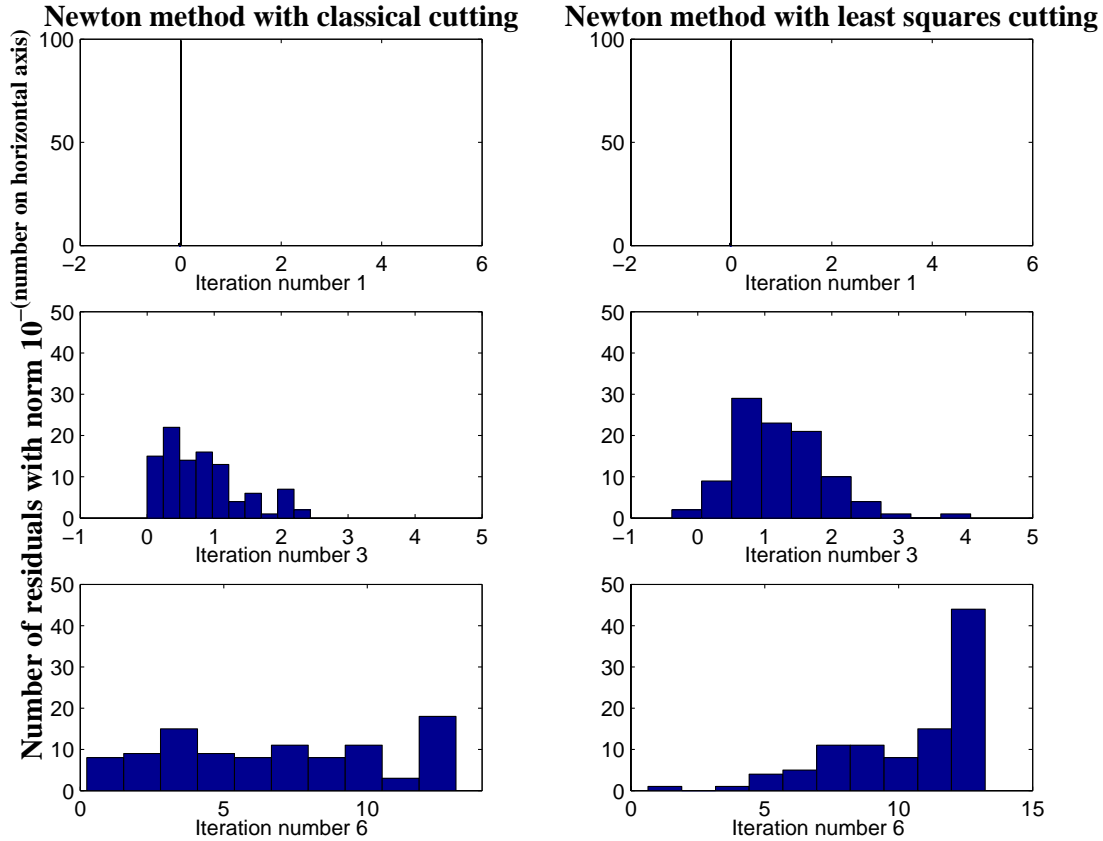 Newton method with classical cutting
Newton method with least squares cutting
Number of residuals with norm 10^−(number on horizontal axis)
100
50
0
−2 0 2 4 6
Iteration number 1
100
50
0
−2 0 2 4 6
Iteration number 1
50
40
30
20
10
0
−1 0 1 2 3 4 5
Iteration number 3
50
40
30
20
10
0
−1 0 1 2 3 4 5
Iteration number 3
50
40
30
20
10
0
0 5 10
Iteration number 6
50
40
30
20
10
0
0 5 10 15
Iteration number 6